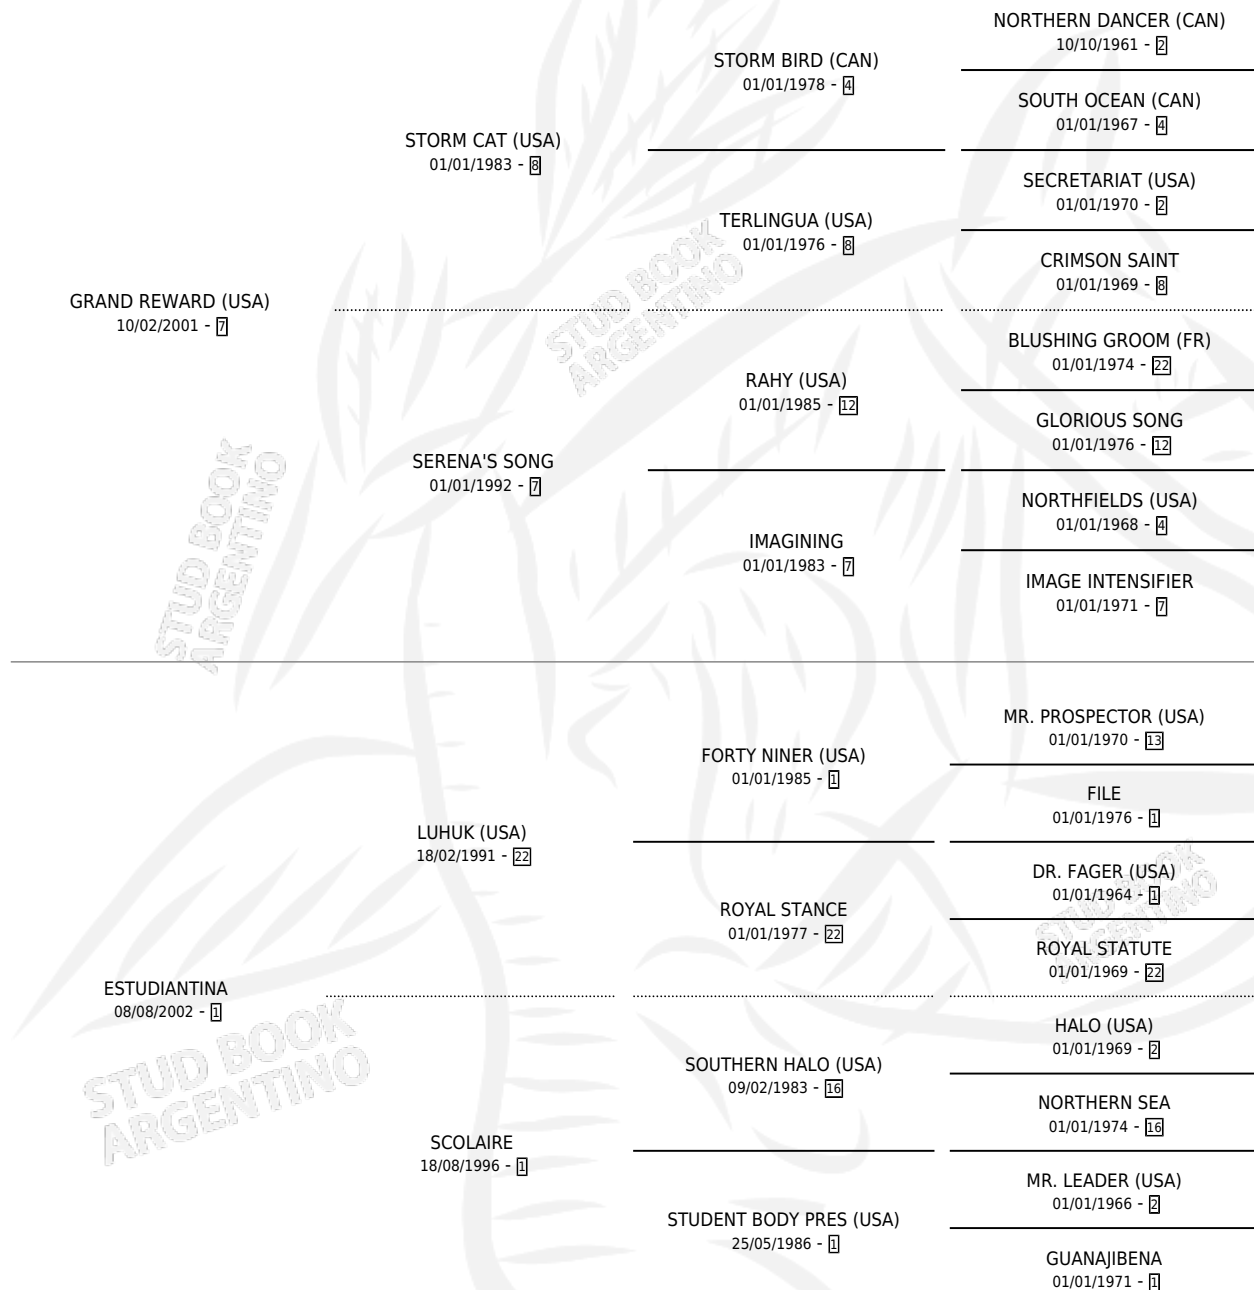 NORTHERN DANCER (CAN)
10/10/1961 - 2
STORM BIRD (CAN)
01/01/1978 - 4
SOUTH OCEAN (CAN)
01/01/1967 - 4
STORM CAT (USA)
01/01/1983 - 8
SECRETARIAT (USA)
01/01/1970 - 2
TERLINGUA (USA)
01/01/1976 - 8
CRIMSON SAINT
01/01/1969 - 8
GRAND REWARD (USA)
10/02/2001 - 7
STUD BOOK
ARGENTINO
BLUSHING GROOM (FR)
01/01/1974 - 22
RAHY (USA)
01/01/1985 - 12
GLORIOUS SONG
01/01/1976 - 12
SERENA'S SONG
01/01/1992 - 7
NORTHFIELDS (USA)
01/01/1968 - 4
IMAGINING
01/01/1983 - 7
IMAGE INTENSIFIER
01/01/1971 - 7
STUD BOOK
ARGENTINO
MR. PROSPECTOR (USA)
01/01/1970 - 13
FORTY NINER (USA)
01/01/1985 - 1
FILE
01/01/1976 - 1
LUHUK (USA)
18/02/1991 - 22
DR. FAGER (USA)
01/01/1964 - 1
ROYAL STANCE
01/01/1977 - 22
STUD BOOK
ARGENTINO
ROYAL STATUTE
01/01/1969 - 22
ESTUDIANTINA
08/08/2002 - 1
HALO (USA)
01/01/1969 - 2
SOUTHERN HALO (USA)
09/02/1983 - 16
NORTHERN SEA
01/01/1974 - 16
STUD BOOK
ARGENTINO
SCOLAIRE
18/08/1996 - 1
MR. LEADER (USA)
01/01/1966 - 2
STUDENT BODY PRES (USA)
25/05/1986 - 1
GUANAJIBENA
01/01/1971 - 1